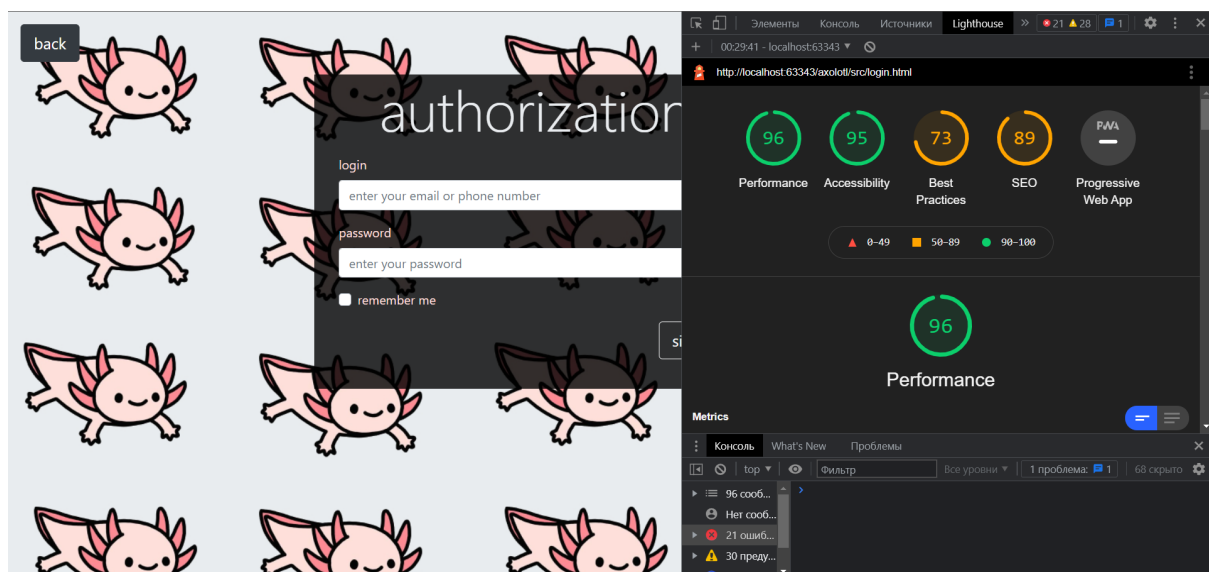 back
authorization
login
enter your email or phone number
password
enter your password
remember me
si
Элементы Консоль Источники Lighthouse » 21 28 1
00:29:41 - localhost:63343
http://localhost:63343/axolotl/src/login.html
96 95 73 89 PWA
Performance Accessibility Best Practices SEO Progressive Web App
0–49 50–89 90–100
96
Performance
Metrics
Консоль What's New Проблемы
top Фильтр Все уровни 1 проблема: 1 68 скрыто
96 сооб...
Нет сооб...
21 ошиб...
30 преду...